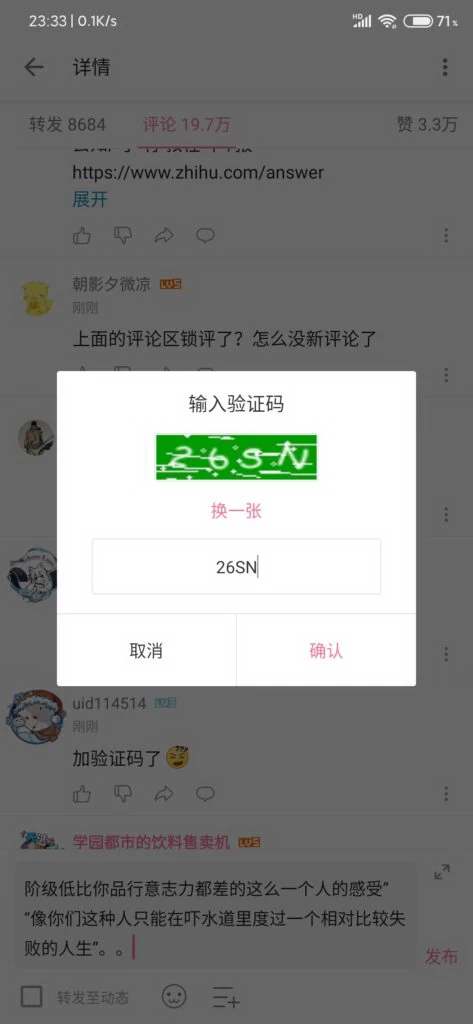 23:33 | 0.1K/s
HD
71%
详情
转发 8684
评论 19.7万
赞 3.3万
https://www.zhihu.com/answer
展开
朝影夕微凉 LV5
刚刚
上面的评论区锁评了？怎么没新评论了
输入验证码
26SN
换一张
26SN
取消
确认
uid114514 LV5
刚刚
加验证码了
学园都市的饮料售卖机 LV5
阶级低比你品行意志力都差的这么一个人的感受”
“像你们这种人只能在吓水道里度过一个相对比较失
败的人生”。。
发布
转发至动态